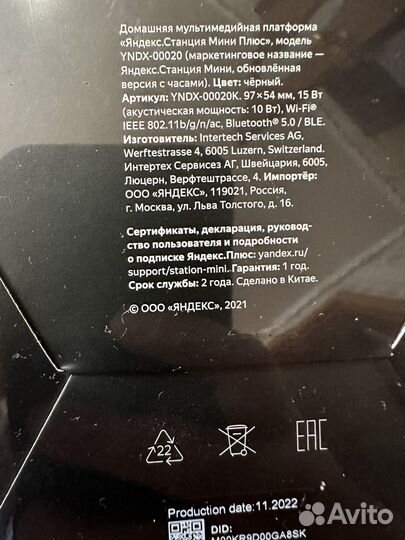 Домашняя мультимедийная платформа
«Яндекс.Станция Мини Плюс», модель
YNDX-00020 (маркетинговое название —
Яндекс.Станция Мини, обновлённая
версия с часами). Цвет: чёрный.
Артикул: YNDX-00020K. 97×54 мм, 15 Вт
(акустическая мощность: 10 Вт), Wi-Fi®
IEEE 802.11b/g/n/ac, Bluetooth® 5.0 / BLE.
Изготовитель: Intertech Services AG,
Werftestrasse 4, 6005 Luzern, Switzerland.
Интертех Сервисез АГ, Швейцария, 6005,
Люцерн, Верфтештрассе, 4. Импортёр:
ООО «ЯНДЕКС», 119021, Россия,
г. Москва, ул. Льва Толстого, д. 16.
Сертификаты, декларация, руковод-
ство пользователя и подробности
о подписке Яндекс.Плюс: yandex.ru/
support/station-mini. Гарантия: 1 год.
Срок службы: 2 года. Сделано в Китае.
© ООО «ЯНДЕКС», 2021
22
EAC
Production date:11.2022
DID:
M00KR9D00GA8SK
Avito